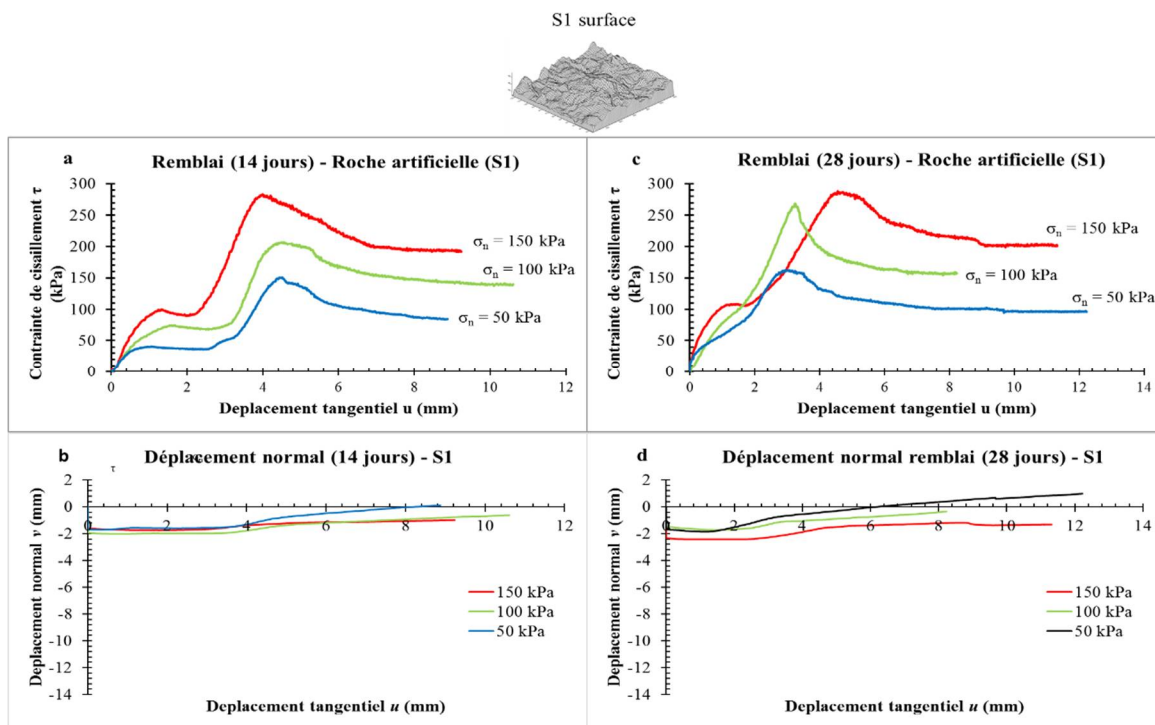 S1 surface
a
Remblai (14 jours) - Roche artificielle (S1)
Contrainte de cisaillement τ
(kPa)
300
250
200
150
100
50
0
σn = 150 kPa
σn = 100 kPa
σn = 50 kPa
0 2 4 6 8 10 12
Deplacement tangentiel u (mm)
c
Remblai (28 jours) - Roche artificielle (S1)
Contrainte de cisaillement τ
(kPa)
300
250
200
150
100
50
0
σn = 150 kPa
σn = 100 kPa
σn = 50 kPa
0 2 4 6 8 10 12 14
Deplacement tangentiel u (mm)
b
Déplacement normal (14 jours) - S1
τ
Deplacement normal v (mm)
2
0
-2
-4
-6
-8
-10
-12
-14
0 2 4 6 8 10 12
150 kPa
100 kPa
50 kPa
Deplacement tangentiel u (mm)
d
Déplacement normal remblai (28 jours) - S1
Deplacement normal v (mm)
2
0
-2
-4
-6
-8
-10
-12
-14
0 2 4 6 8 10 12 14
150 kPa
100 kPa
50 kPa
Deplacement tangentiel u (mm)